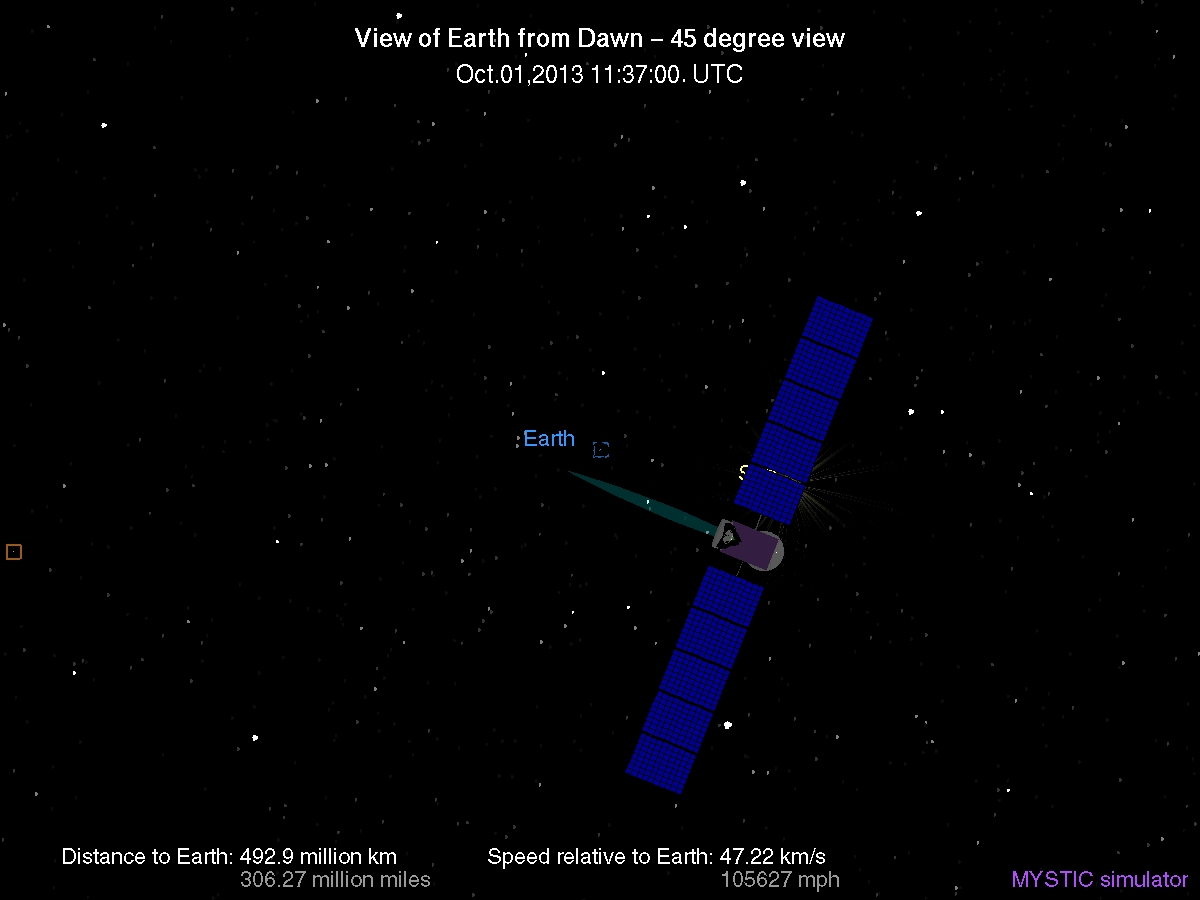 View of Earth from Dawn – 45 degree view
Oct.01,2013 11:37:00. UTC
Earth
S
Distance to Earth: 492.9 million km
306.27 million miles
Speed relative to Earth: 47.22 km/s
105627 mph
MYSTIC simulator